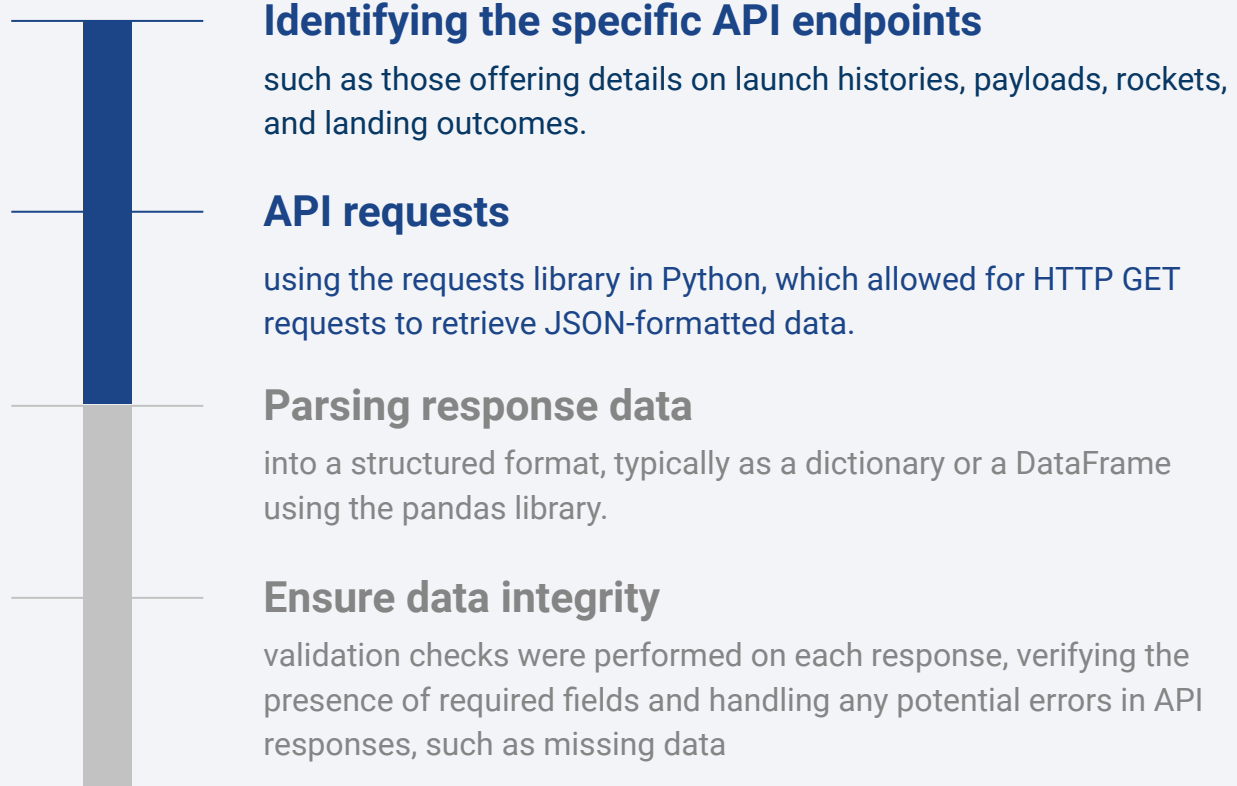 Identifying the specific API endpoints
such as those offering details on launch histories, payloads, rockets,
and landing outcomes.
API requests
using the requests library in Python, which allowed for HTTP GET
requests to retrieve JSON-formatted data.
Parsing response data
into a structured format, typically as a dictionary or a DataFrame
using the pandas library.
Ensure data integrity
validation checks were performed on each response, verifying the
presence of required fields and handling any potential errors in API
responses, such as missing data